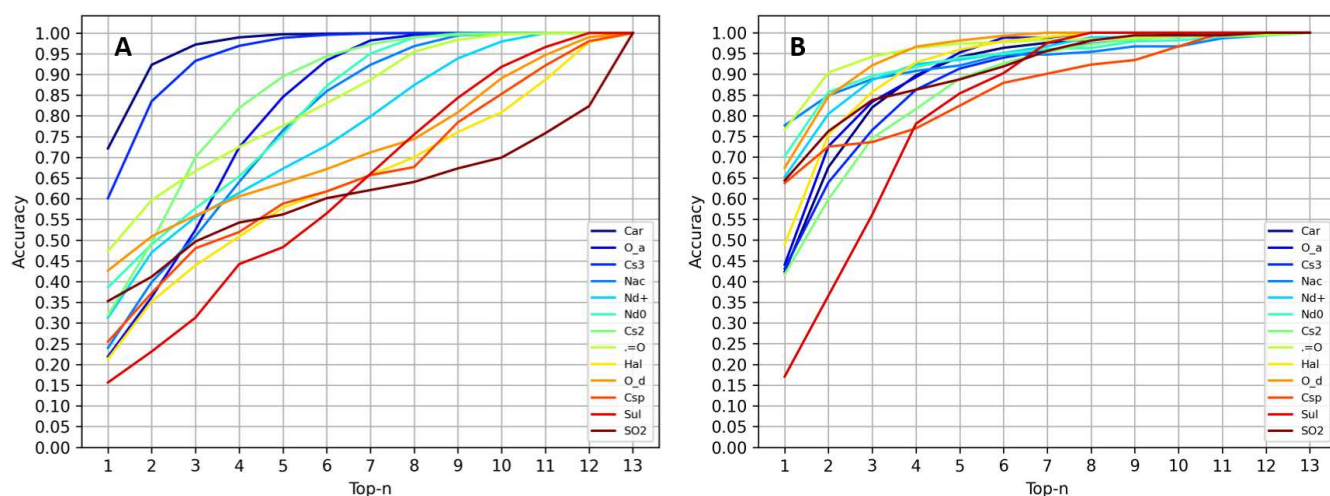 A
Accuracy
1.00
0.95
0.90
0.85
0.80
0.75
0.70
0.65
0.60
0.55
0.50
0.45
0.40
0.35
0.30
0.25
0.20
0.15
0.10
0.05
0.00
Car
O_a
Cs3
Nac
Nd+
Nd0
Cs2
.=O
Hal
O_d
Csp
Sul
SO2
1 2 3 4 5 6 7 8 9 10 11 12 13
Top-n
B
Accuracy
1.00
0.95
0.90
0.85
0.80
0.75
0.70
0.65
0.60
0.55
0.50
0.45
0.40
0.35
0.30
0.25
0.20
0.15
0.10
0.05
0.00
Car
O_a
Cs3
Nac
Nd+
Nd0
Cs2
.=O
Hal
O_d
Csp
Sul
SO2
1 2 3 4 5 6 7 8 9 10 11 12 13
Top-n